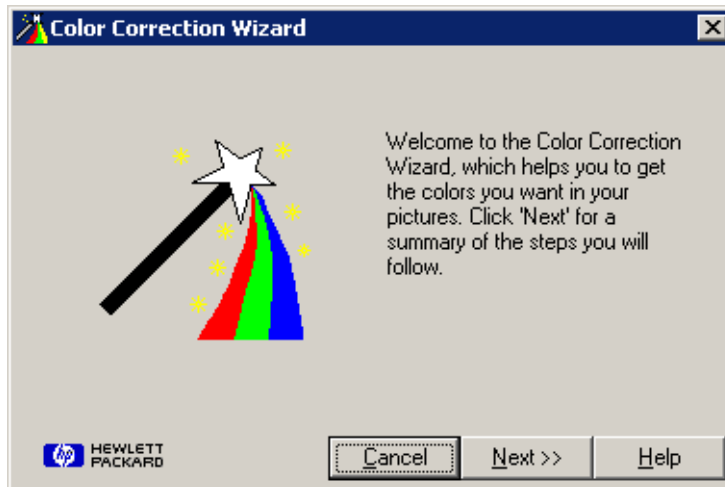 Color Correction Wizard
Welcome to the Color Correction
Wizard, which helps you to get
the colors you want in your
pictures. Click 'Next' for a
summary of the steps you will
follow.
hp HEWLETT
PACKARD
Cancel Next >> Help